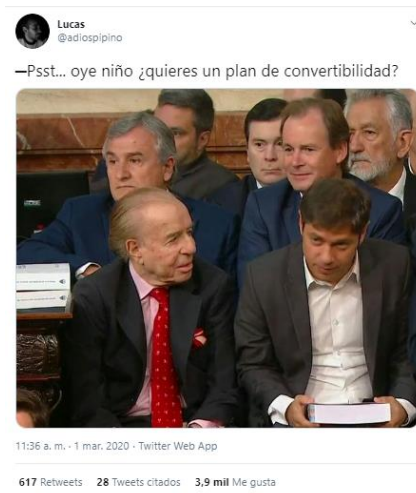 Lucas
@adiospipino
—Psst... oye niño ¿quieres un plan de convertibilidad?
11:36 a. m. · 1 mar. 2020 · Twitter Web App
617 Retweets 28 Tweets citados 3,9 mil Me gusta